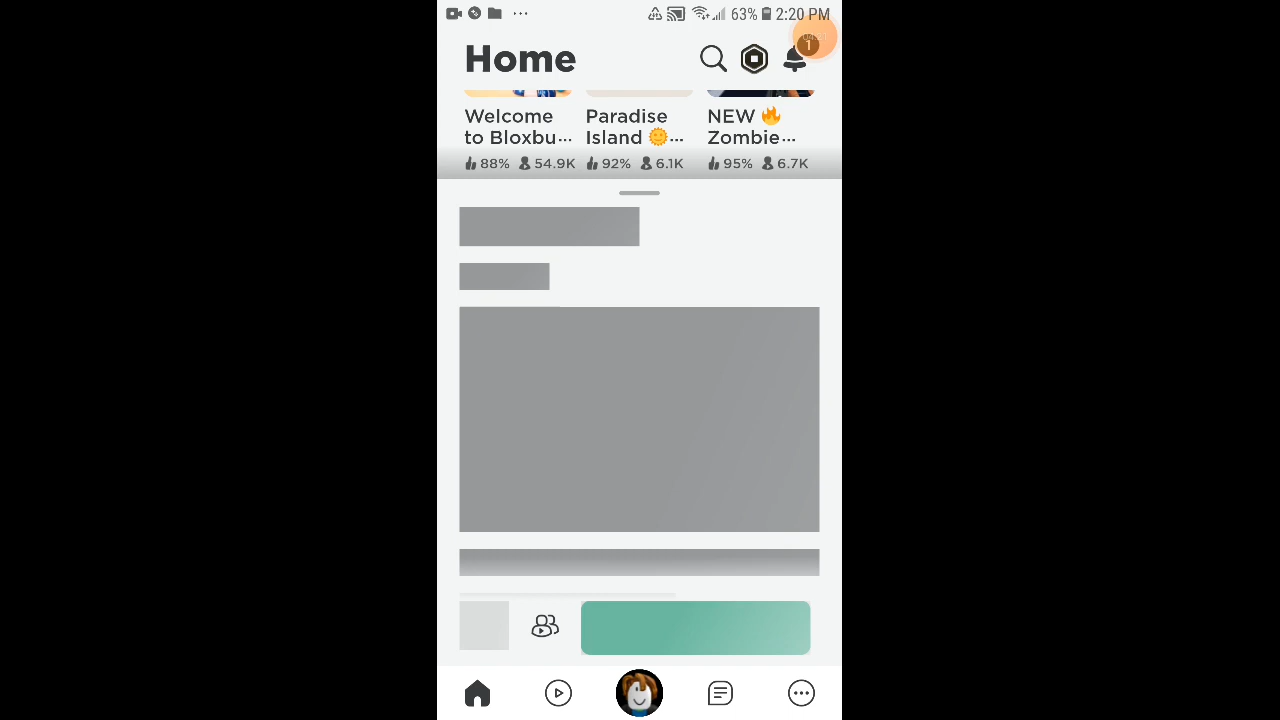 63% 2:20 PM
1
Home
Welcome to Bloxbu...
Paradise Island 🌞...
NEW 🔥 Zombie...
88% 54.9K
92% 6.1K
95% 6.7K